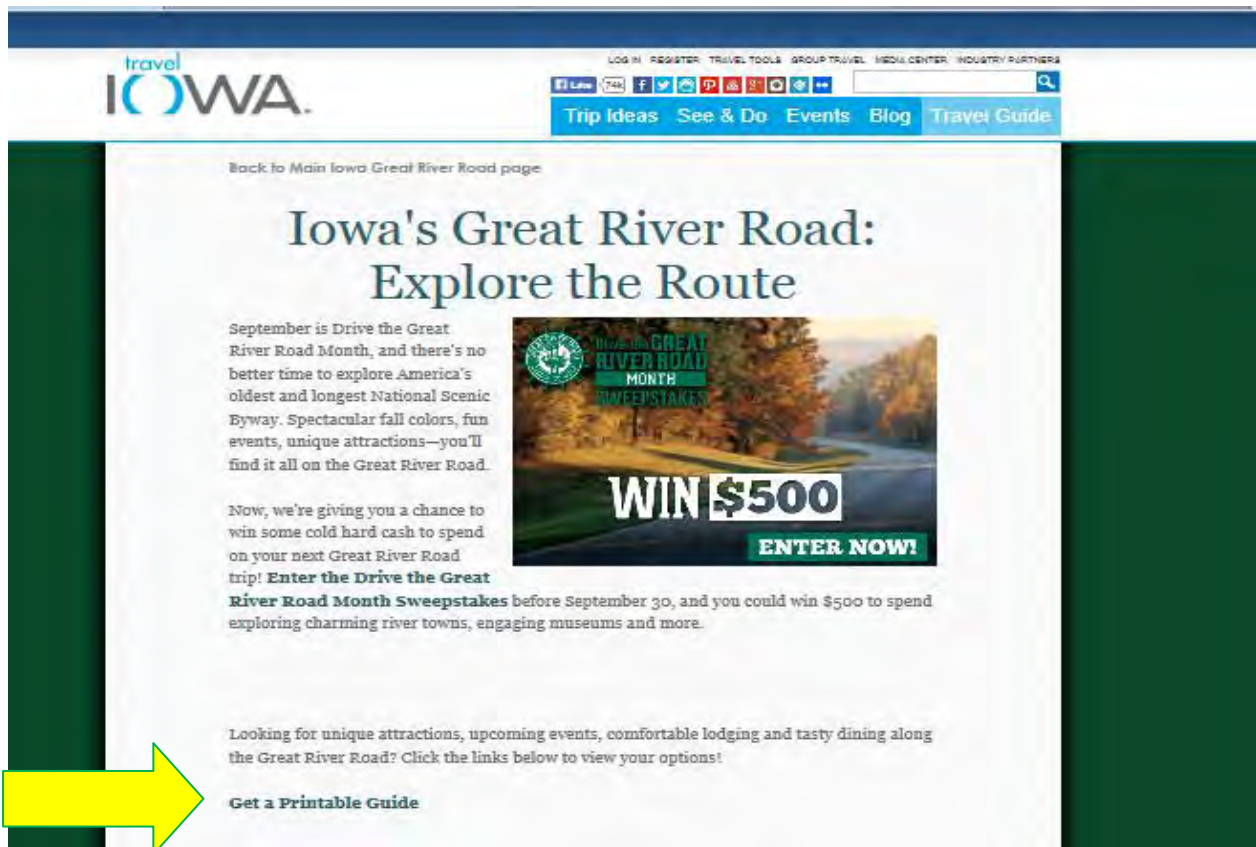 travel
IOWA.
LOG IN REGISTER TRAVEL TOOLS GROUP TRAVEL MEDIA CENTER INDUSTRY PARTNERS
Like 74k
Trip Ideas See & Do Events Blog Travel Guide
Back to Main Iowa Great River Road page
Iowa's Great River Road:
Explore the Route
September is Drive the Great
River Road Month, and there's no
better time to explore America's
oldest and longest National Scenic
Byway. Spectacular fall colors, fun
events, unique attractions—you'll
find it all on the Great River Road.
Drive the GREAT
RIVER ROAD
MONTH
SWEEPSTAKES
WIN $500
ENTER NOW!
Now, we're giving you a chance to
win some cold hard cash to spend
on your next Great River Road
trip! Enter the Drive the Great
River Road Month Sweepstakes before September 30, and you could win $500 to spend
exploring charming river towns, engaging museums and more.
Looking for unique attractions, upcoming events, comfortable lodging and tasty dining along
the Great River Road? Click the links below to view your options!
Get a Printable Guide